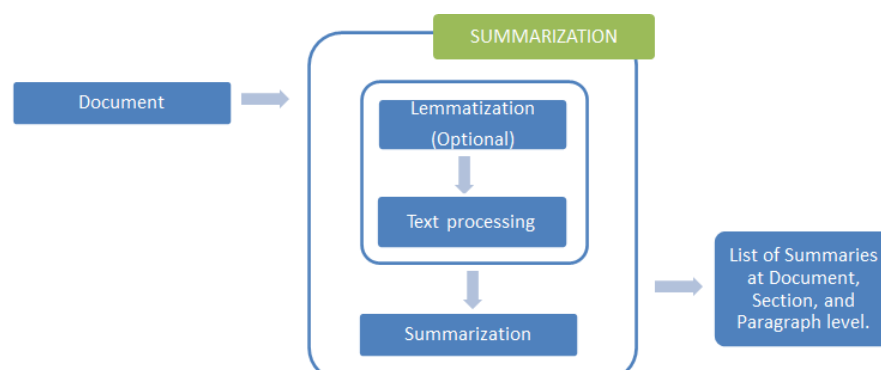 SUMMARIZATION
Document
Lemmatization
(Optional)
Text processing
Summarization
List of Summaries
at Document,
Section, and
Paragraph level.